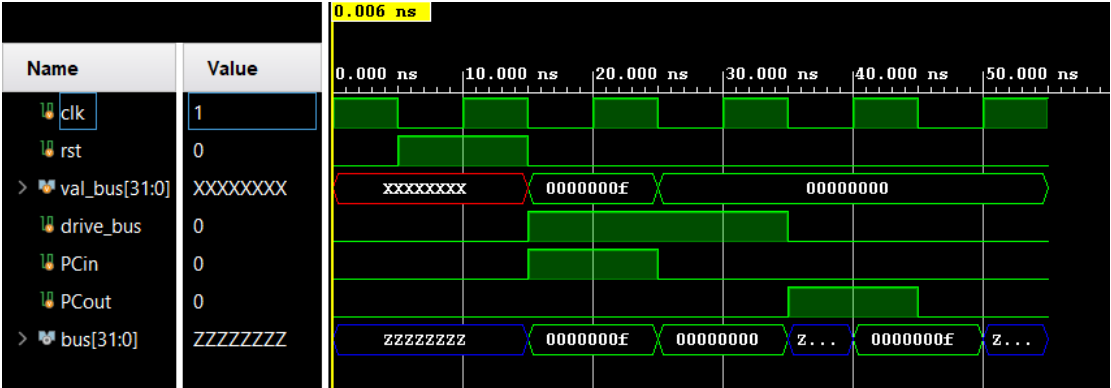 0.006 ns
Name Value
0.000 ns 10.000 ns 20.000 ns 30.000 ns 40.000 ns 50.000 ns
clk 1
rst 0
val_bus[31:0] XXXXXXXX XXXXXXXX 0000000f 00000000
drive_bus 0
PCin 0
PCout 0
bus[31:0] ZZZZZZZZ ZZZZZZZZ 0000000f 00000000 Z... 0000000f Z...